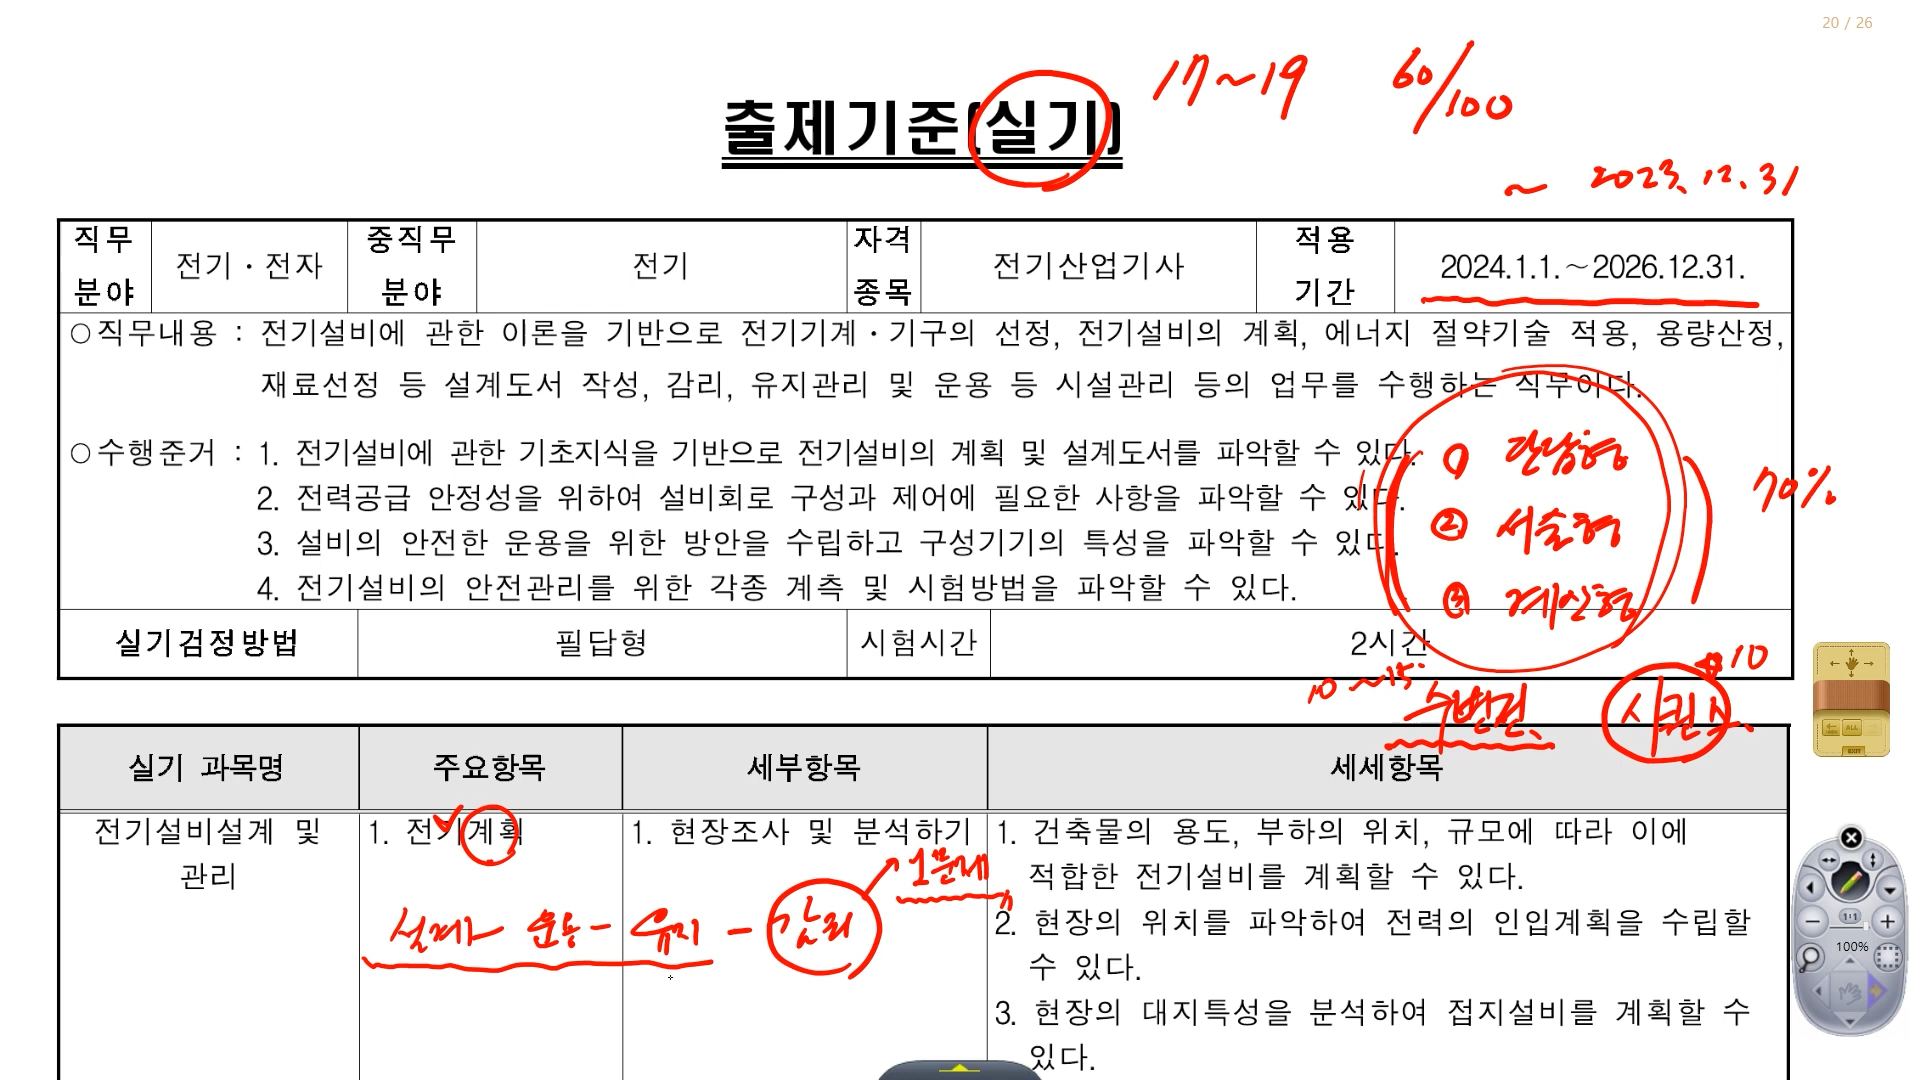 20 / 26
출제기준(실기)
17~19 60/100
~ 2023.12.31
직무분야 전기·전자 중직무분야 전기 자격종목 전기산업기사 적용기간 2024.1.1.~2026.12.31.
○직무내용 : 전기설비에 관한 이론을 기반으로 전기기계·기구의 선정, 전기설비의 계획, 에너지 절약기술 적용, 용량산정,
재료선정 등 설계도서 작성, 감리, 유지관리 및 운용 등 시설관리 등의 업무를 수행하는 직무이다.
○수행준거 : 1. 전기설비에 관한 기초지식을 기반으로 전기설비의 계획 및 설계도서를 파악할 수 있다.
① 단답형
2. 전력공급 안정성을 위하여 설비회로 구성과 제어에 필요한 사항을 파악할 수 있다.
② 서술형 70%
3. 설비의 안전한 운용을 위한 방안을 수립하고 구성기기의 특성을 파악할 수 있다.
4. 전기설비의 안전관리를 위한 각종 계측 및 시험방법을 파악할 수 있다.
③ 계산형
실기검정방법 필답형 시험시간 2시간
10~15 수변전 시퀀스 10
실기 과목명 주요항목 세부항목 세세항목
전기설비설계 및 관리
1. 전기계획
1. 현장조사 및 분석하기
1. 건축물의 용도, 부하의 위치, 규모에 따라 이에
적합한 전기설비를 계획할 수 있다.
1문제
설계 - 운용 - 유지 - 감리
2. 현장의 위치를 파악하여 전력의 인입계획을 수립할
수 있다.
3. 현장의 대지특성을 분석하여 접지설비를 계획할 수
있다.
ALL
EXIT
1:1
100%